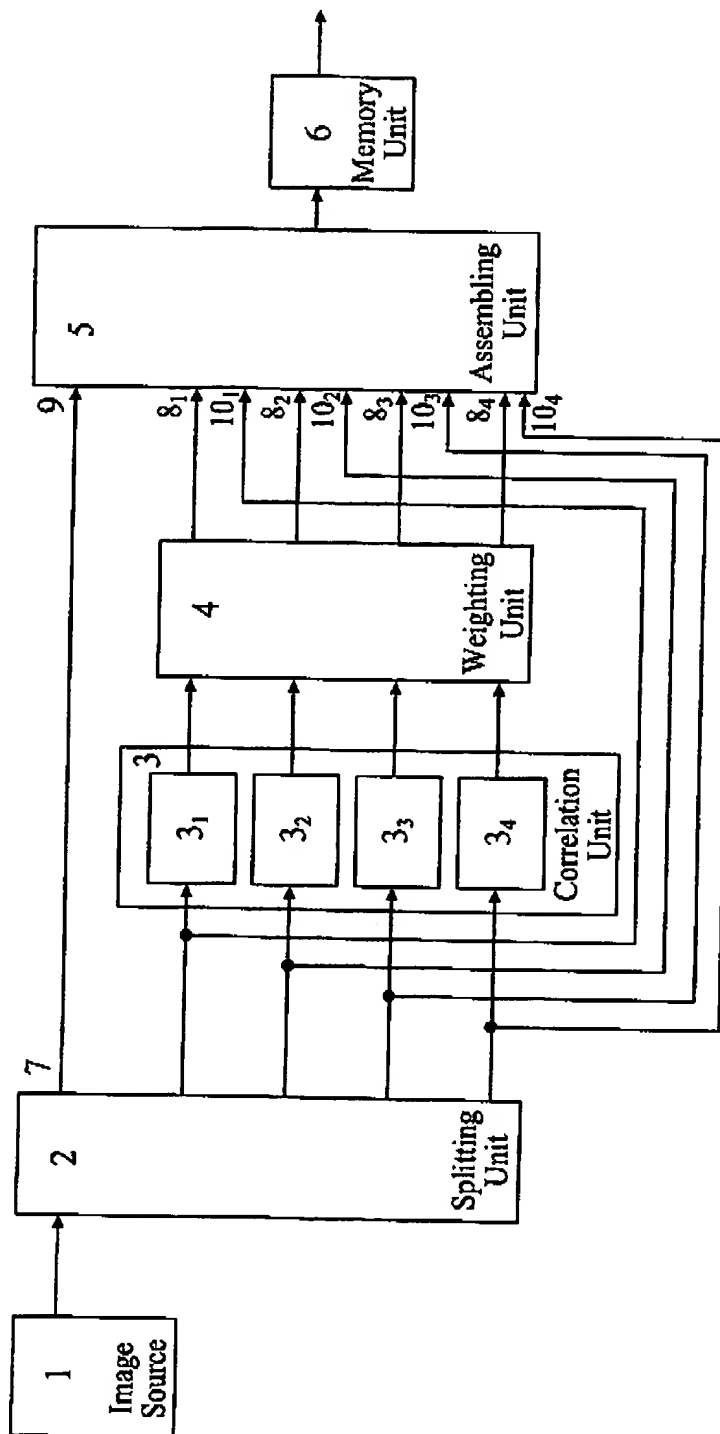 1
Image
Source
2
Splitting
Unit
7
3
3₁
3₂
3₃
3₄
Correlation
Unit
4
Weighting
Unit
9
8₁
10₁
8₂
10₂
8₃
10₃
8₄
10₄
5
Assembling
Unit
6
Memory
Unit